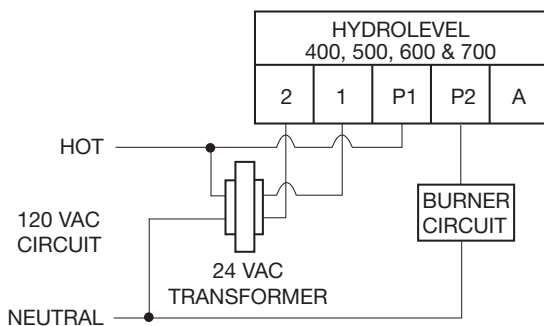 HYDROLEVEL
400, 500, 600 & 700
2 1 P1 P2 A
HOT
BURNER
CIRCUIT
120 VAC
CIRCUIT
24 VAC
TRANSFORMER
NEUTRAL